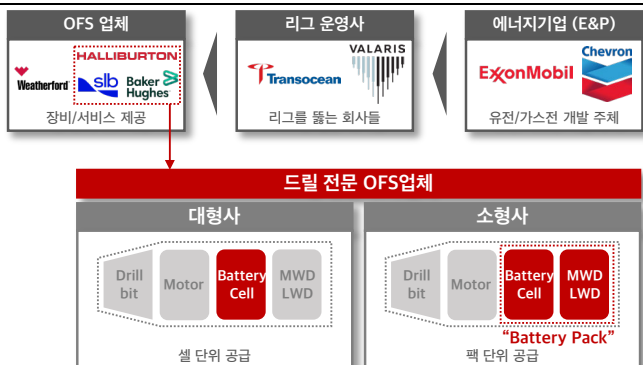 OFS 업체
리그 운영사
에너지기업 (E&P)
Weatherford
HALLIBURTON
slb
Baker
Hughes
Transocean
VALARIS
ExxonMobil
Chevron
장비/서비스 제공
리그를 뚫는 회사들
유전/가스전 개발 주체
드릴 전문 OFS업체
대형사
소형사
Drill
bit
Motor
Battery
Cell
MWD
LWD
Drill
bit
Motor
Battery
Cell
MWD
LWD
"Battery Pack"
셀 단위 공급
팩 단위 공급